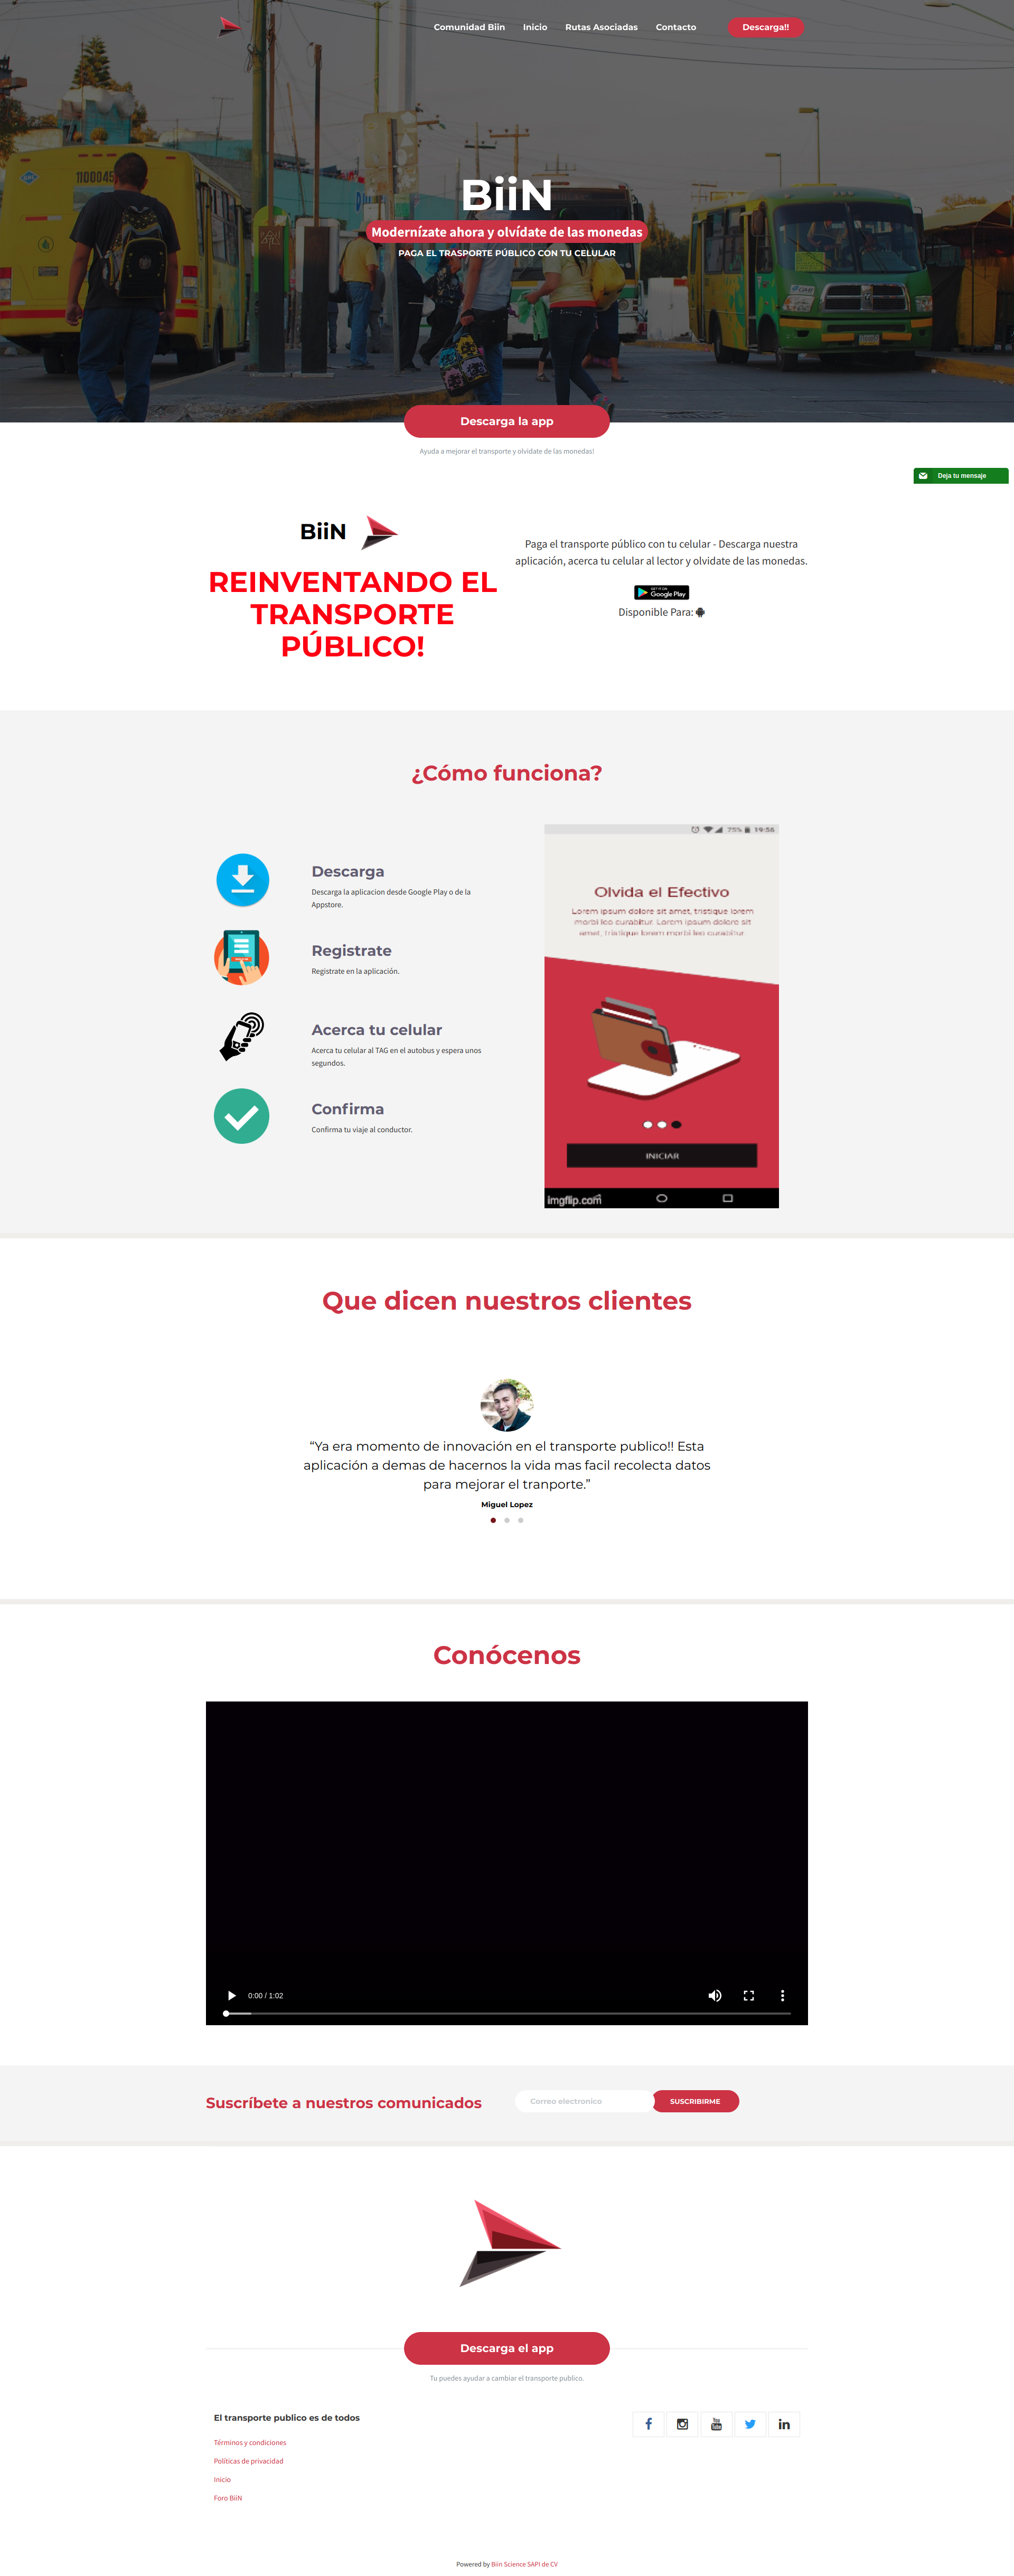 Comunidad Biin Inicio Rutas Asociadas Contacto Descarga!!
1100045
BiiN
Modernízate ahora y olvídate de las monedas
PAGA EL TRASPORTE PÚBLICO CON TU CELULAR
Descarga la app
Ayuda a mejorar el transporte y olvidate de las monedas!
Deja tu mensaje
BiiN
REINVENTANDO EL
TRANSPORTE
PÚBLICO!
Paga el transporte público con tu celular - Descarga nuestra
aplicación, acerca tu celular al lector y olvidate de las monedas.
GET IT ON
Google Play
Disponible Para:
¿Cómo funciona?
Descarga
Descarga la aplicacion desde Google Play o de la
Appstore.
Registrate
Registrate en la aplicación.
Acerca tu celular
Acerca tu celular al TAG en el autobus y espera unos
segundos.
Confirma
Confirma tu viaje al conductor.
75% 19:56
Olvida el Efectivo
Lorem ipsum dolore sit amet, tristique lorem
morbi leo curabitur. Lorem ipsum dolore sit
amet, tristique lorem morbi leo curabitur
INICIAR
imgflip.com
Que dicen nuestros clientes
“Ya era momento de innovación en el transporte publico!! Esta
aplicación a demas de hacernos la vida mas facil recolecta datos
para mejorar el tranporte.”
Miguel Lopez
Conócenos
0:00 / 1:02
Suscríbete a nuestros comunicados
Correo electronico
SUSCRIBIRME
Descarga el app
Tu puedes ayudar a cambiar el transporte publico.
El transporte publico es de todos
Términos y condiciones
Políticas de privacidad
Inicio
Foro BiiN
You
Tube
Powered by Biin Science SAPI de CV